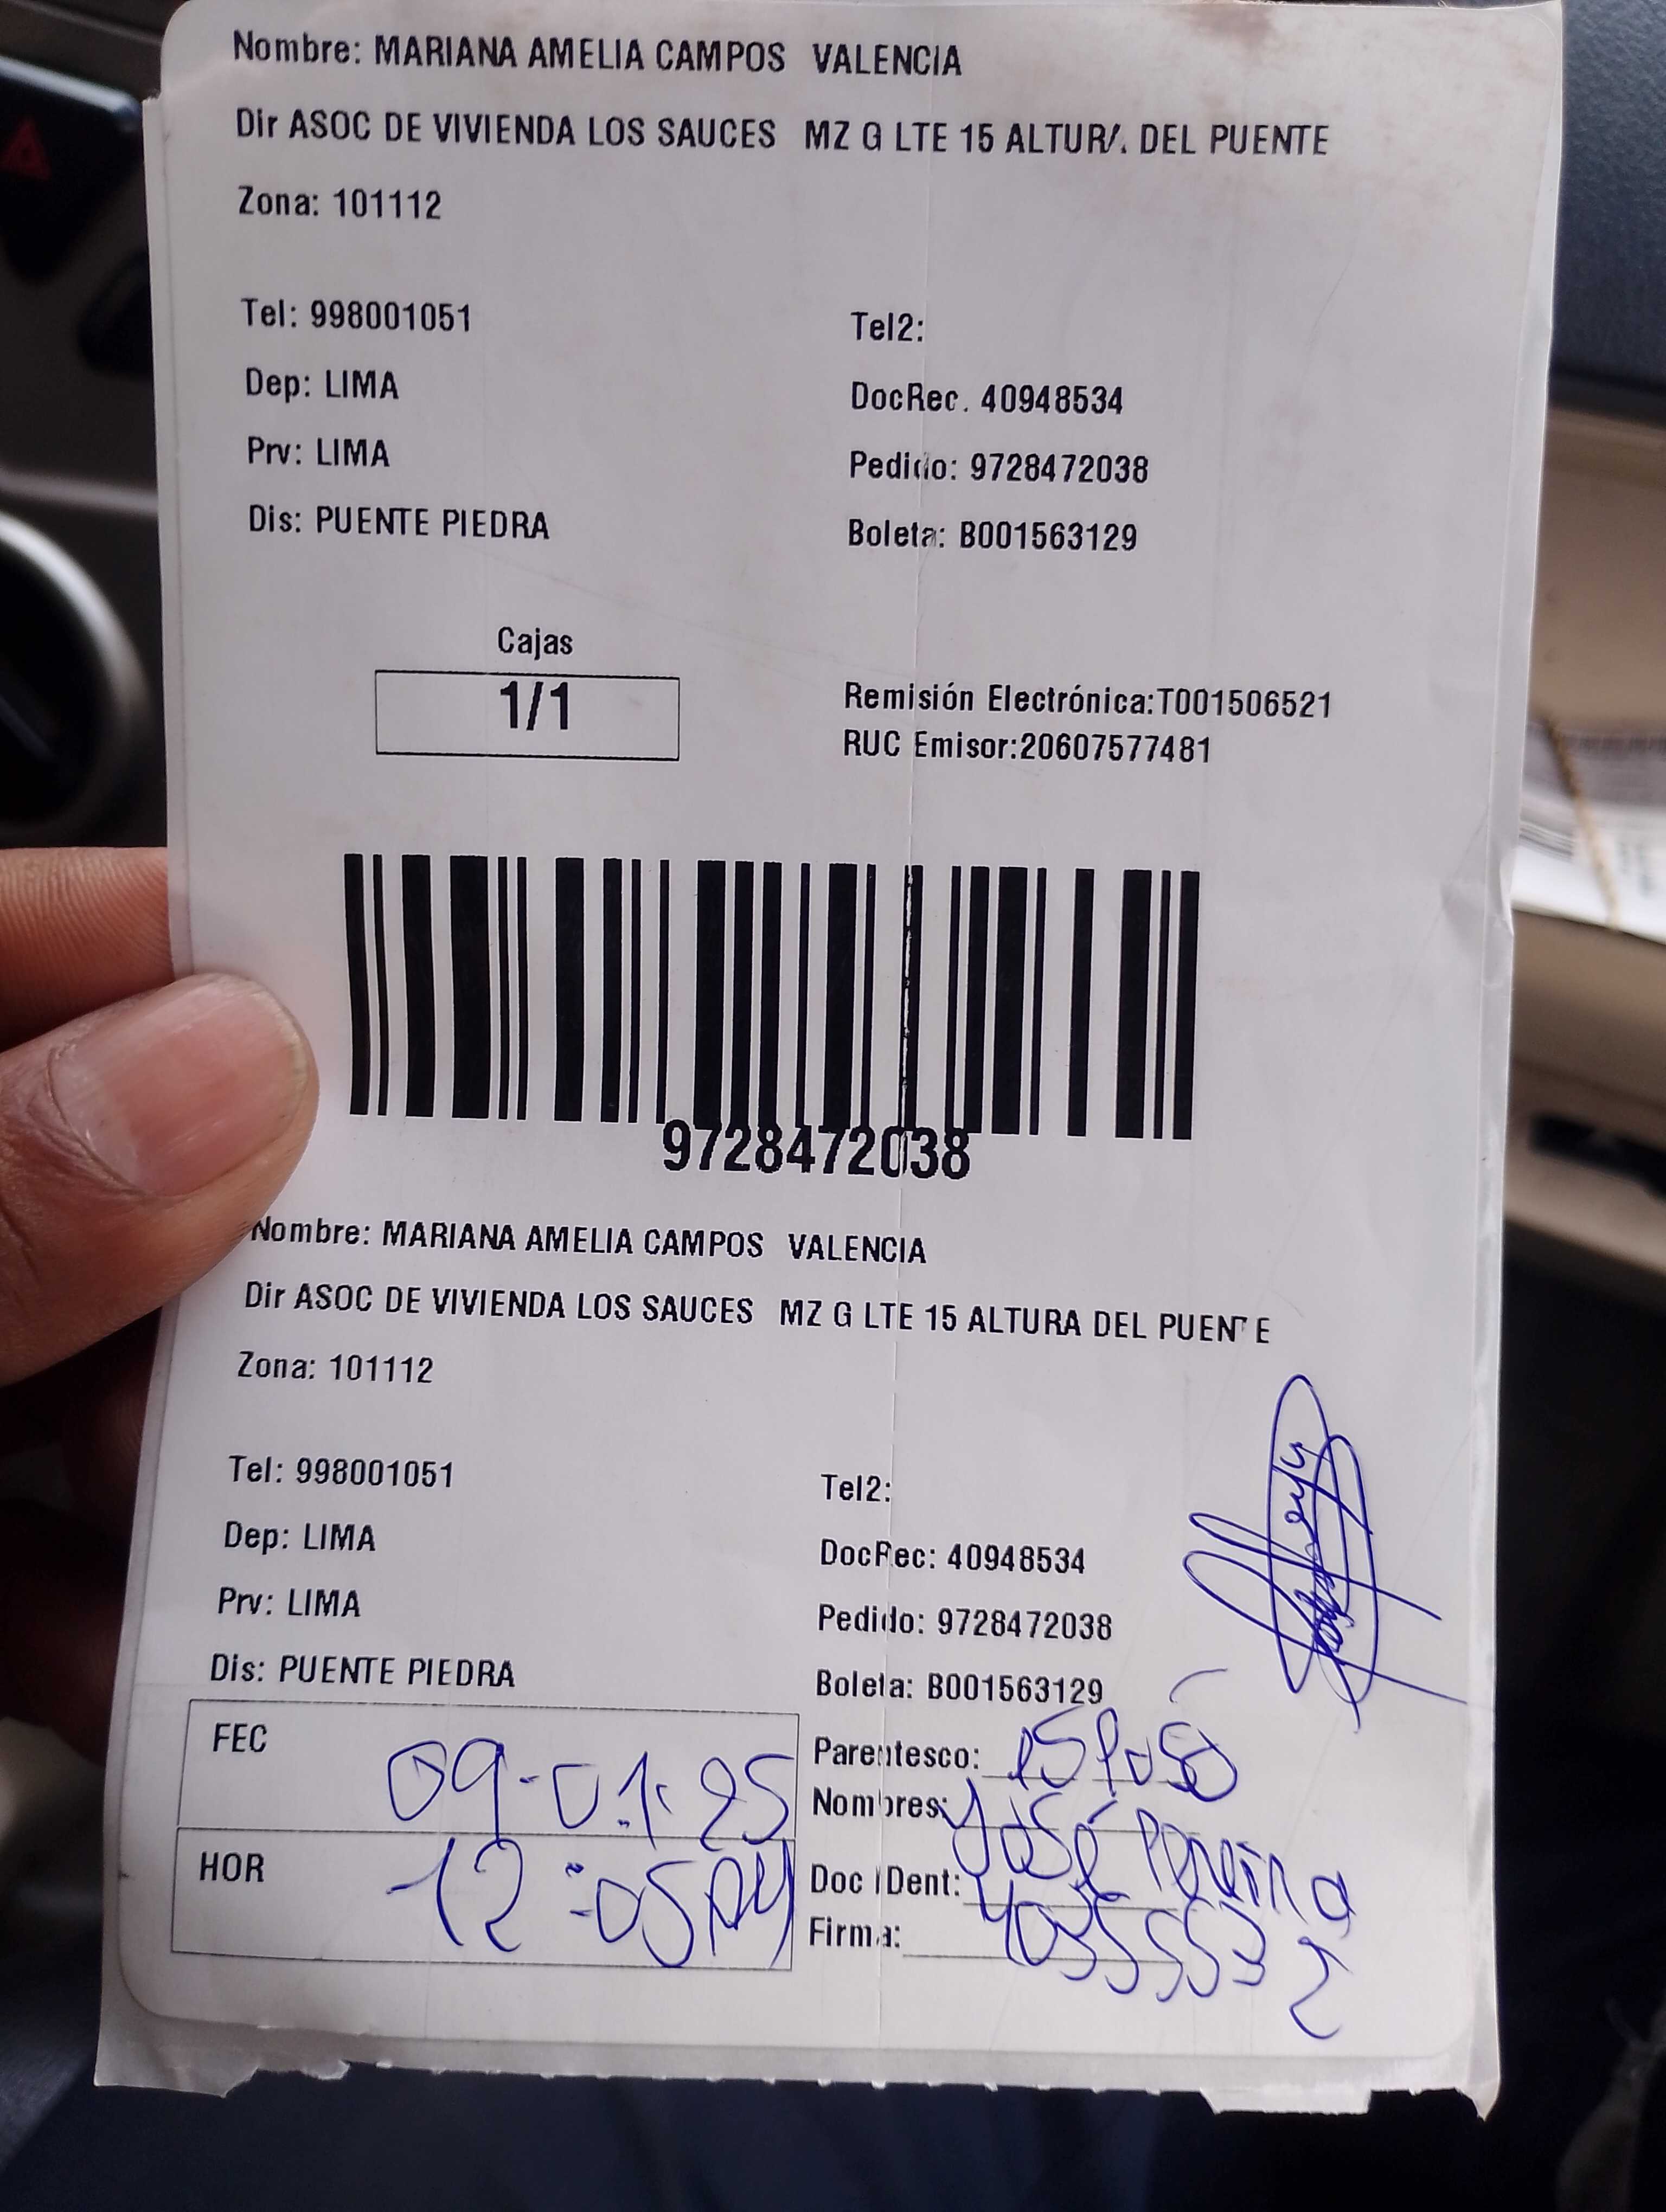 Nombre: MARIANA AMELIA CAMPOS VALENCIA
Dir ASOC DE VIVIENDA LOS SAUCES MZ G LTE 15 ALTURA DEL PUENTE
Zona: 101112
Tel: 998001051 Tel2:
Dep: LIMA DocRec. 40948534
Prv: LIMA Pedido: 9728472038
Dis: PUENTE PIEDRA Boleta: B001563129
Cajas
1/1
Remisión Electrónica:T001506521
RUC Emisor:20607577481
9728472038
Nombre: MARIANA AMELIA CAMPOS VALENCIA
Dir ASOC DE VIVIENDA LOS SAUCES MZ G LTE 15 ALTURA DEL PUENTE
Zona: 101112
Tel: 998001051 Tel2:
Dep: LIMA DocRec: 40948534
Prv: LIMA Pedido: 9728472038
Dis: PUENTE PIEDRA Boleta: B001563129
FEC 09-01-25 Parentesco: esposo
Nombres: José Pereira
HOR 12:05PM Doc IDent: 40355532
Firma: